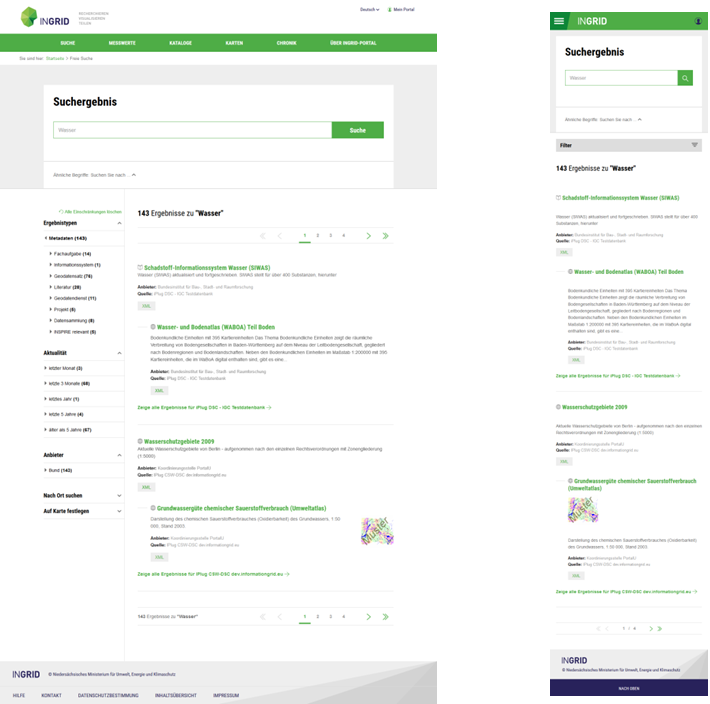 INGRID
RECHERCHIEREN
VISUALISIEREN
TEILEN
Deutsch
Mein Portal
SUCHE MESSWERTE KATALOGE KARTEN CHRONIK ÜBER INGRID-PORTAL
Sie sind hier: Startseite > Freie Suche
Suchergebnis
Wasser
Suche
Ähnliche Begriffe: Suchen Sie nach ...
Alle Einschränkungen löschen
Ergebnistypen
Metadaten (143)
Fachaufgabe (14)
Informationssystem (1)
Geodatensatz (76)
Literatur (28)
Geodatendienst (11)
Projekt (5)
Datensammlung (8)
INSPIRE relevant (8)
Aktualität
letzter Monat (3)
letzte 3 Monate (68)
letztes Jahr (1)
letzte 5 Jahre (4)
älter als 5 Jahre (67)
Anbieter
Bund (143)
Nach Ort suchen
Auf Karte festlegen
143 Ergebnisse zu "Wasser"
1 2 3 4
Schadstoff-Informationssystem Wasser (SIWAS)
Wasser (SIWAS) aktualisiert und fortgeschrieben. SIWAS stellt für über 400 Substanzen, hierunter
Anbieter: Bundesinstitut für Bau-, Stadt- und Raumforschung
Quelle: iPlug DSC - IGC Testdatenbank
XML
Wasser- und Bodenatlas (WABOA) Teil Boden
Bodenkundliche Einheiten mit 395 Karteneinheiten Das Thema Bodenkundliche Einheiten zeigt die räumliche
Verbreitung von Bodengesellschaften in Baden-Württemberg auf dem Niveau der Leitbodengesellschaft, gegliedert
nach Bodenregionen und Bodenlandschaften. Neben den Bodenkundlichen Einheiten im Maßstab 1:200000 mit 395
Karteneinheiten, die im WaBoA digital enthalten sind, gibt es eine...
Anbieter: Bundesinstitut für Bau-, Stadt- und Raumforschung
Quelle: iPlug DSC - IGC Testdatenbank
XML
Zeige alle Ergebnisse für iPlug DSC - IGC Testdatenbank
Wasserschutzgebiete 2009
Aktuelle Wasserschutzgebiete von Berlin - aufgenommen nach den einzelnen Rechtsverordnungen mit Zonengliederung
(1:5000)
Anbieter: Koordinierungsstelle PortalU
Quelle: iPlug CSW-DSC dev.informationgrid.eu
XML
Grundwassergüte chemischer Sauerstoffverbrauch (Umweltatlas)
Darstellung des chemischen Sauerstoffverbrauches (Oxidierbarkeit) des Grundwassers, 1:50
000, Stand 2003.
Anbieter: Koordinierungsstelle PortalU
Quelle: iPlug CSW-DSC dev.informationgrid.eu
XML
Zeige alle Ergebnisse für iPlug CSW-DSC dev.informationgrid.eu
143 Ergebnisse zu "Wasser"
1 2 3 4
INGRID
© Niedersächsisches Ministerium für Umwelt, Energie und Klimaschutz
HILFE KONTAKT DATENSCHUTZBESTIMMUNG INHALTSÜBERSICHT IMPRESSUM
INGRID
Suchergebnis
Wasser
Ähnliche Begriffe: Suchen Sie nach ...
Filter
143 Ergebnisse zu "Wasser"
Schadstoff-Informationssystem Wasser (SIWAS)
Wasser (SIWAS) aktualisiert und fortgeschrieben. SIWAS stellt für über 400
Substanzen, hierunter
Anbieter: Bundesinstitut für Bau-, Stadt- und Raumforschung
Quelle: iPlug DSC - IGC Testdatenbank
XML
Wasser- und Bodenatlas (WABOA) Teil Boden
Bodenkundliche Einheiten mit 395 Karteneinheiten Das Thema
Bodenkundliche Einheiten zeigt die räumliche Verbreitung von
Bodengesellschaften in Baden-Württemberg auf dem Niveau der
Leitbodengesellschaft, gegliedert nach Bodenregionen und
Bodenlandschaften. Neben den Bodenkundlichen Einheiten im
Maßstab 1:200000 mit 395 Karteneinheiten, die im WaBoA digital
enthalten sind, gibt es eine...
Anbieter: Bundesinstitut für Bau-, Stadt- und Raumforschung
Quelle: iPlug DSC - IGC Testdatenbank
XML
Zeige alle Ergebnisse für iPlug DSC - IGC Testdatenbank
Wasserschutzgebiete 2009
Aktuelle Wasserschutzgebiete von Berlin - aufgenommen nach den einzelnen
Rechtsverordnungen mit Zonengliederung (1:5000)
Anbieter: Koordinierungsstelle PortalU
Quelle: iPlug CSW-DSC dev.informationgrid.eu
XML
Grundwassergüte chemischer Sauerstoffverbrauch
(Umweltatlas)
Darstellung des chemischen Sauerstoffverbrauches (Oxidierbarkeit)
des Grundwassers, 1:50 000, Stand 2003.
Anbieter: Koordinierungsstelle PortalU
Quelle: iPlug CSW-DSC dev.informationgrid.eu
XML
Zeige alle Ergebnisse für iPlug CSW-DSC dev.informationgrid.eu
1 / 4
INGRID
© Niedersächsisches Ministerium für Umwelt, Energie und Klimaschutz
NACH OBEN